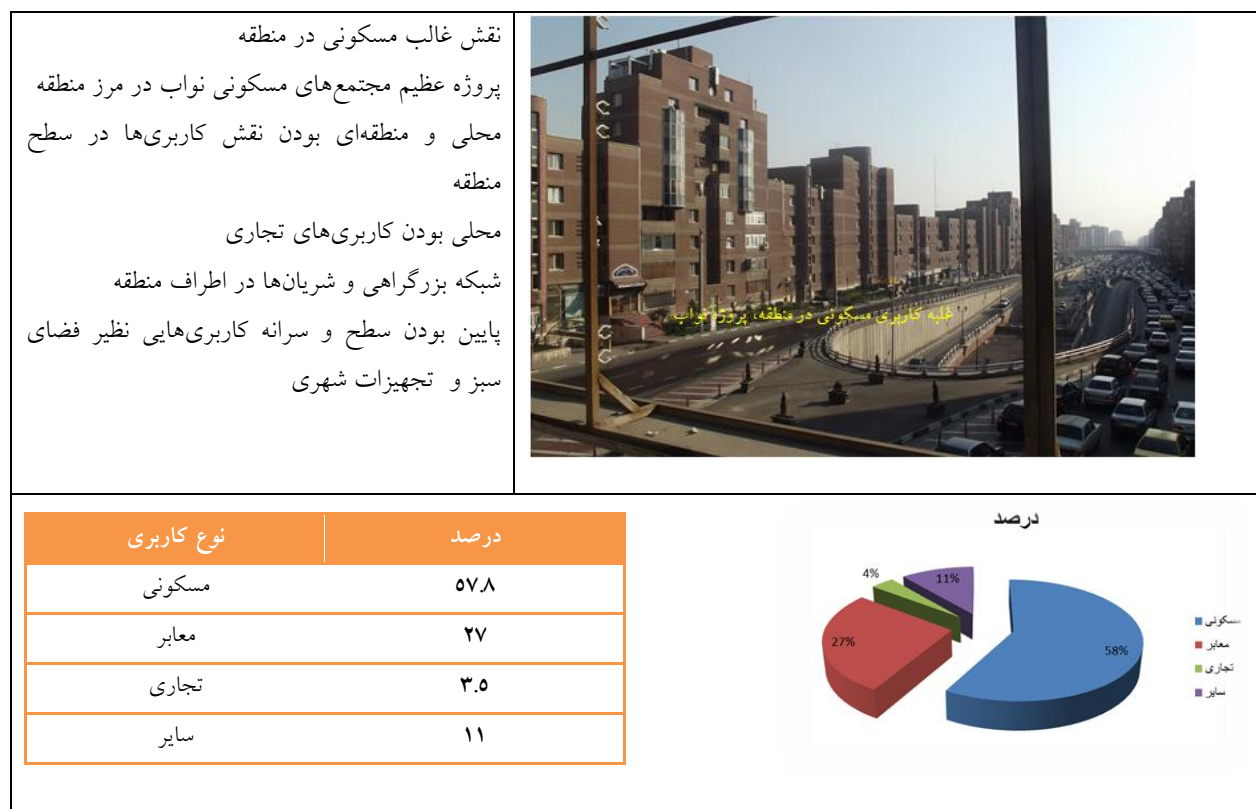 نقش غالب مسکونی در منطقه
پروژه عظیم مجتمع‌های مسکونی نواب در مرز منطقه
محلی و منطقه‌ای بودن نقش کاربری‌ها در سطح
منطقه
محلی بودن کاربری‌های تجاری
شبکه بزرگراهی و شریان‌ها در اطراف منطقه
پایین بودن سطح و سرانه کاربری‌هایی نظیر فضای
سبز و تجهیزات شهری
غلبه کاربری مسکونی در منطقه، پروژه نواب
نوع کاربری درصد
مسکونی ۵۷.۸
معابر ۲۷
تجاری ۳.۵
سایر ۱۱
درصد
4%
11%
27%
58%
مسکونی
معابر
تجاری
سایر